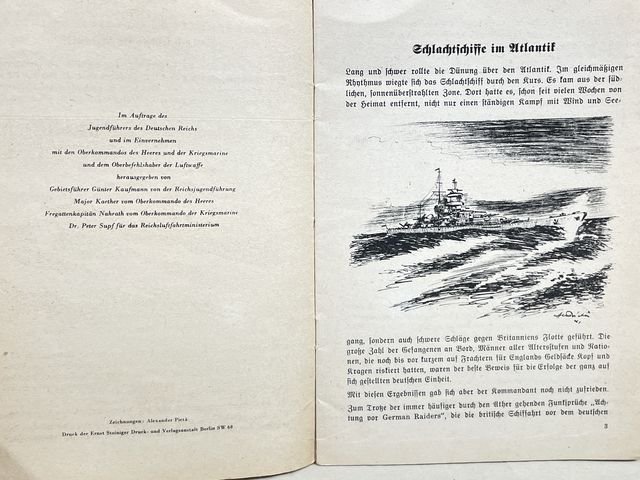 Im Auftrage des
Jugendführers des Deutschen Reichs
und im Einvernehmen
mit den Oberkommandos des Heeres und der Kriegsmarine
und dem Oberbefehlshaber der Luftwaffe
herausgegeben von
Gebietsführer Günter Kaufmann von der Reichsjugendführung
Major Karther vom Oberkommando des Heeres
Fregattenkapitän Nahrath vom Oberkommando der Kriegsmarine
Dr. Peter Supf für das Reichsluftfahrtministerium
Zeichnungen: Alexander Pietà
Druck der Ernst Steiniger Druck- und Verlagsanstalt Berlin SW 68
Schlachtschiffe im Atlantik
Lang und schwer rollte die Dünung über den Atlantik. Im gleichmäßigen
Rhythmus wiegte sich das Schlachtschiff durch den Kurs. Es kam aus der süd-
lichen, sonnenüberstrahlten Zone. Dort hatte es, schon seit vielen Wochen von
der Heimat entfernt, nicht nur einen ständigen Kampf mit Wind und See-
gang, sondern auch schwere Schläge gegen Britanniens Flotte geführt. Die
große Zahl der Gefangenen an Bord, Männer aller Altersstufen und Natio-
nen, die noch bis vor kurzem auf Frachtern für Englands Geldsäcke Kopf und
Kragen riskiert hatten, waren der beste Beweis für die Erfolge der ganz auf
sich gestellten deutschen Einheit.
Mit diesen Ergebnissen gab sich aber der Kommandant noch nicht zufrieden.
Zum Trotze der immer häufiger durch den Äther gehenden Funksprüche „Ach-
tung vor German Raiders", die die britische Schiffahrt vor dem deutschen
3